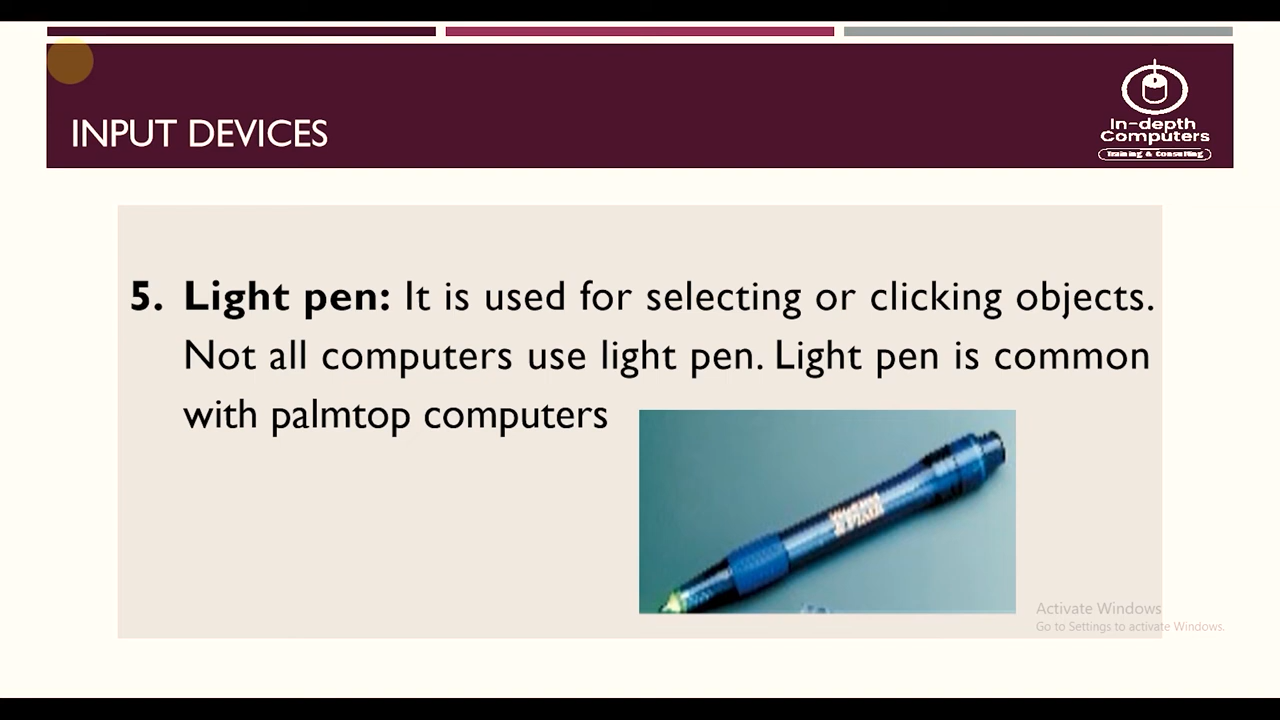 INPUT DEVICES
In-depth
Computers
Training & Consulting
5. Light pen: It is used for selecting or clicking objects.
Not all computers use light pen. Light pen is common
with palmtop computers
Activate Windows
Go to Settings to activate Windows.